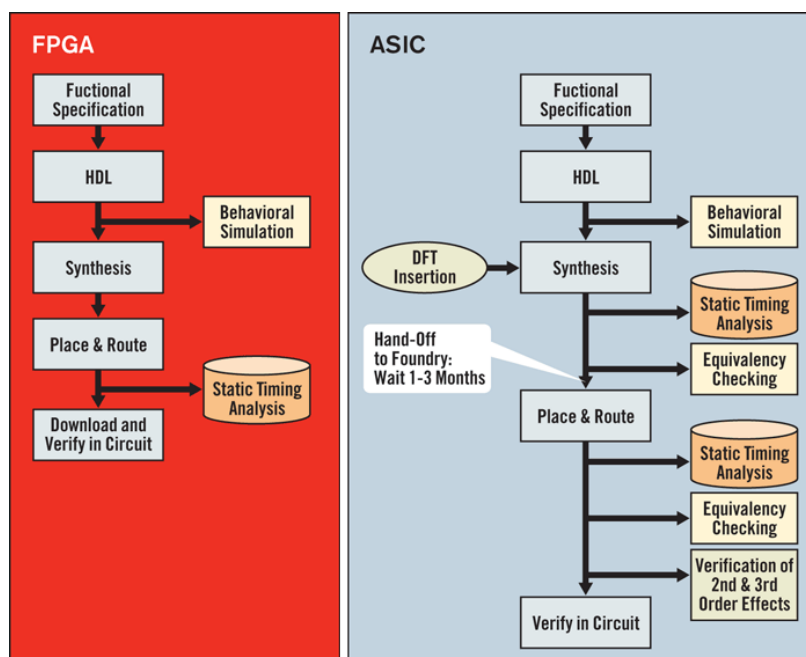 FPGA
Fuctional
Specification
HDL
Behavioral
Simulation
Synthesis
Place & Route
Static Timing
Analysis
Download and
Verify in Circuit
ASIC
Fuctional
Specification
HDL
Behavioral
Simulation
DFT
Insertion
Synthesis
Static Timing
Analysis
Hand-Off
to Foundry:
Wait 1-3 Months
Equivalency
Checking
Place & Route
Static Timing
Analysis
Equivalency
Checking
Verification of
2nd & 3rd
Order Effects
Verify in Circuit